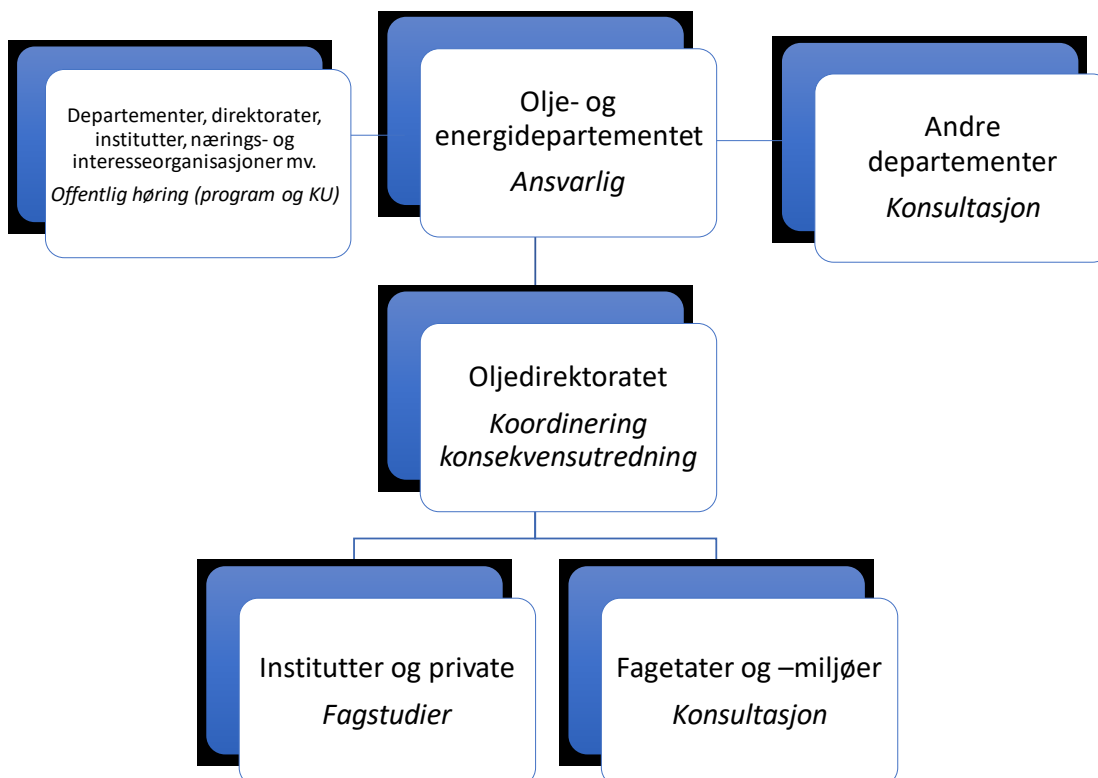 Departementer, direktorater,
institutter, nærings- og
interesseorganisasjoner mv.
Offentlig høring (program og KU)
Olje- og
energidepartementet
Ansvarlig
Andre
departementer
Konsultasjon
Oljedirektoratet
Koordinering
konsekvensutredning
Institutter og private
Fagstudier
Fagetater og –miljøer
Konsultasjon